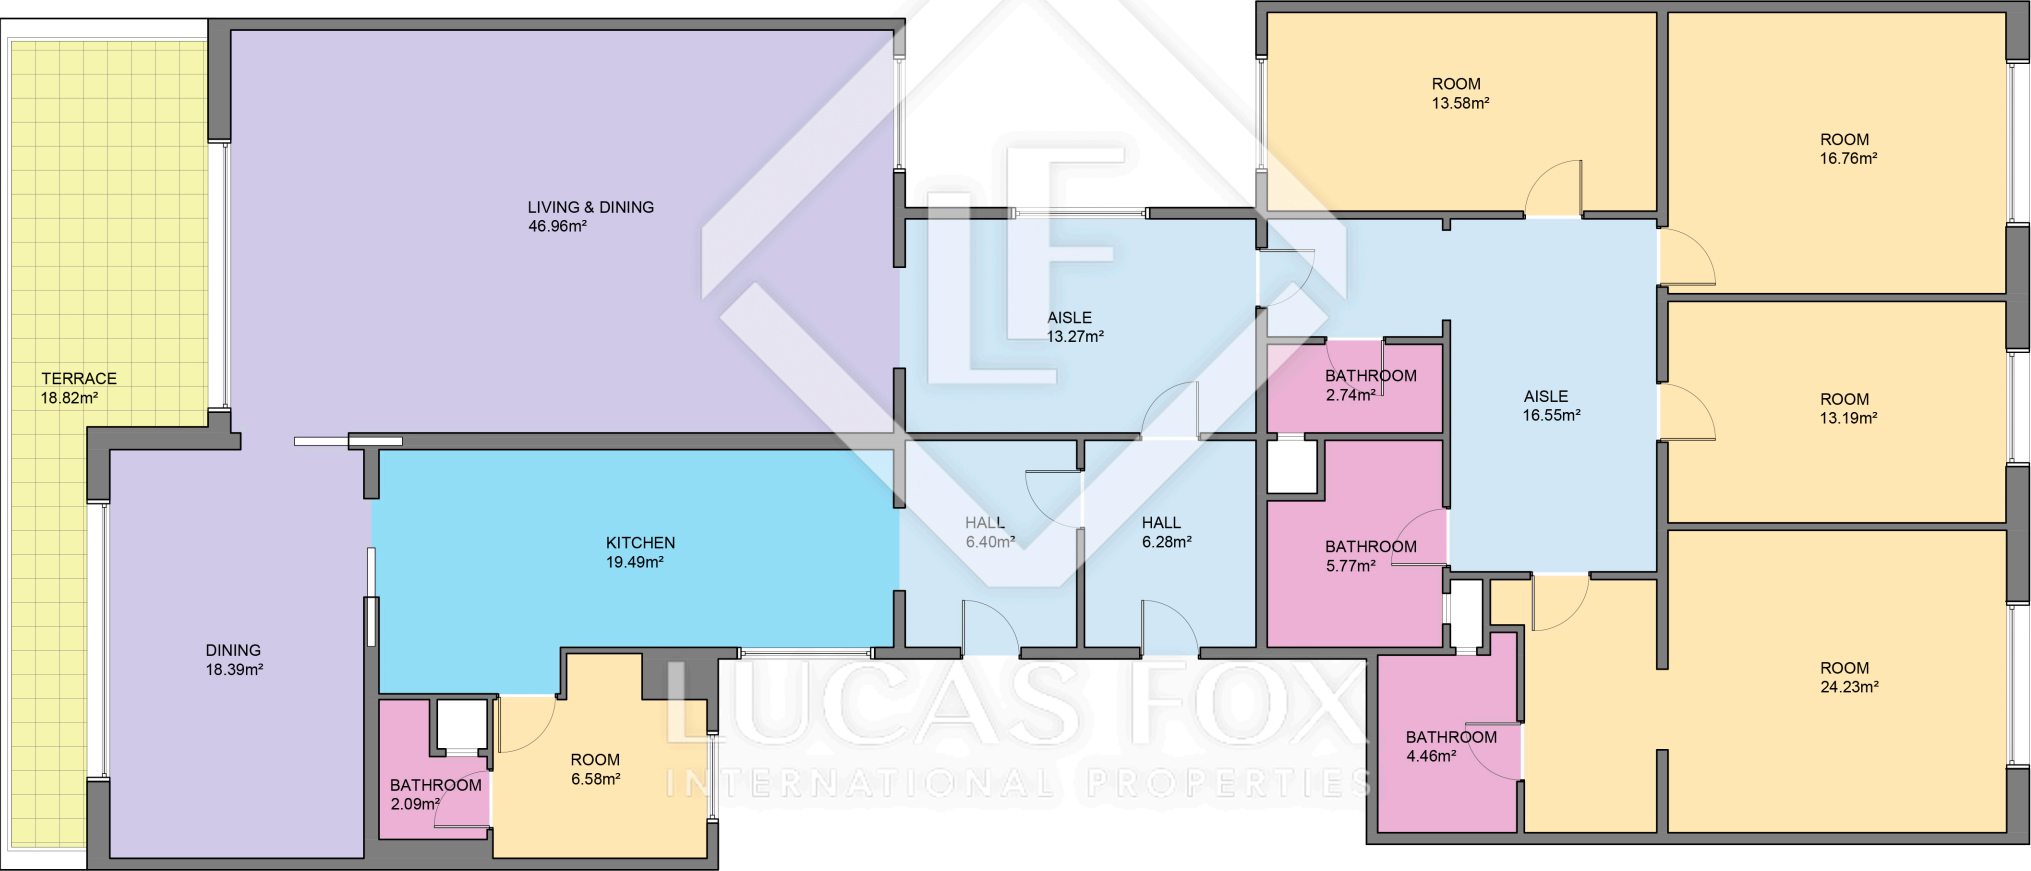 ROOM
13.58m²
ROOM
16.76m²
LIVING & DINING
46.96m²
AISLE
13.27m²
TERRACE
18.82m²
BATHROOM
2.74m²
AISLE
16.55m²
ROOM
13.19m²
HALL
6.40m²
HALL
6.28m²
KITCHEN
19.49m²
BATHROOM
5.77m²
DINING
18.39m²
ROOM
24.23m²
BATHROOM
4.46m²
ROOM
6.58m²
BATHROOM
2.09m²
LF
LUCAS FOX
INTERNATIONAL PROPERTIES